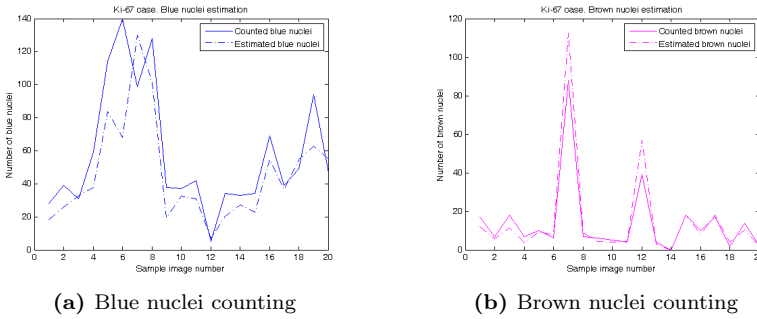 Ki-67 case. Blue nuclei estimation
140
120
100
80
60
40
20
0
Number of blue nuclei
Counted blue nuclei
Estimated blue nuclei
0 2 4 6 8 10 12 14 16 18 20
Sample image number
(a) Blue nuclei counting
Ki-67 case. Brown nuclei estimation
120
100
80
60
40
20
0
Number of brown nuclei
Counted brown nuclei
Estimated brown nuclei
0 2 4 6 8 10 12 14 16 18
Sample image number
(b) Brown nuclei counting